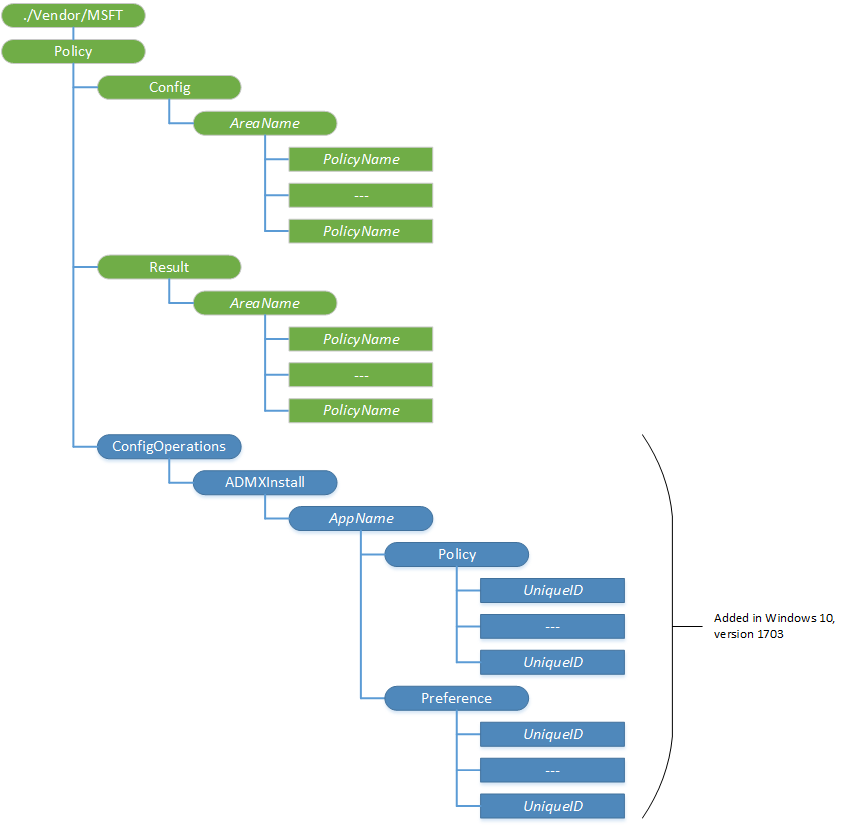 ./Vendor/MSFT
Policy
Config
AreaName
PolicyName
---
PolicyName
Result
AreaName
PolicyName
---
PolicyName
ConfigOperations
ADMXInstall
AppName
Policy
UniqueID
---
UniqueID
Preference
UniqueID
---
UniqueID
Added in Windows 10,
version 1703